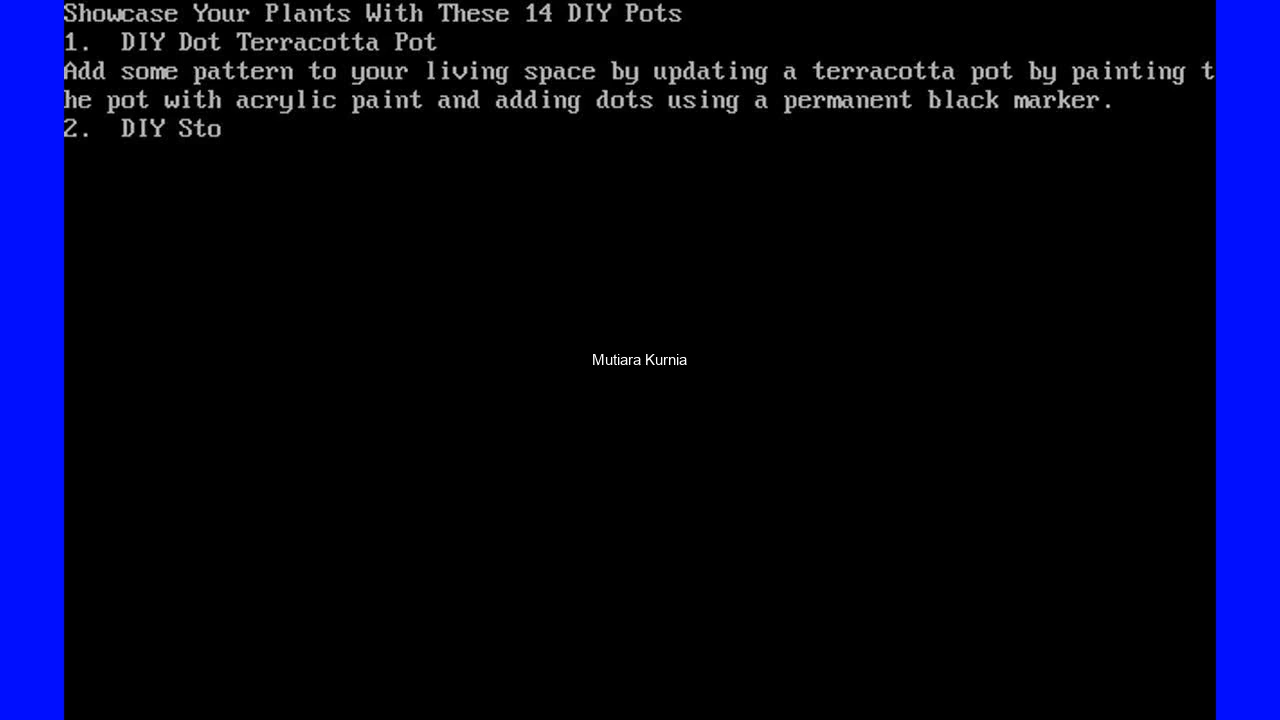 Showcase Your Plants With These 14 DIY Pots
1.  DIY Dot Terracotta Pot
Add some pattern to your living space by updating a terracotta pot by painting t
he pot with acrylic paint and adding dots using a permanent black marker.
2.  DIY Sto
Mutiara Kurnia